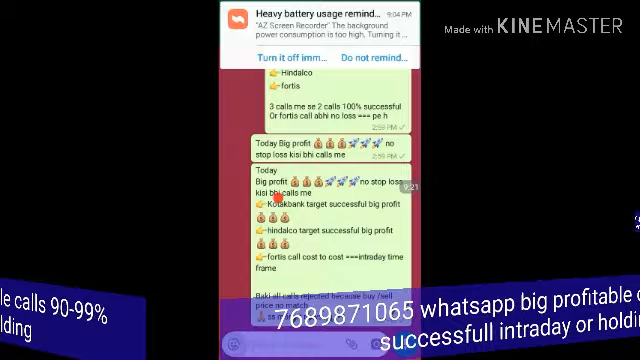 Heavy battery usage remind... 9:04 PM
"AZ Screen Recorder" The background
power consumption is too high, Turning it ...
Turn it off imm... Do not remind...
Made with KINEMASTER
👉 Hindalco
👉 fortis
3 calls me se 2 calls 100% successful
Or fortis call abhi no loss === pe h
2:59 PM ✓
Today Big profit 💰💰💰🚀🚀🚀 no
stop loss kisi bhi calls me 2:59 PM ✓
Today
Big profit 💰💰💰🚀🚀🚀no stop loss
kisi bhi calls me
9:21
👉Kotakbank target successful big profit
💰💰💰
👉hindalco target successful big profit
💰💰💰
👉fortis call cost to cost ===intraday time
frame
Baki all calls rejected because buy /sell
price no match
le calls 90-99%
lding
7689871065 whatsapp big profitable c
successfull intraday or holdin